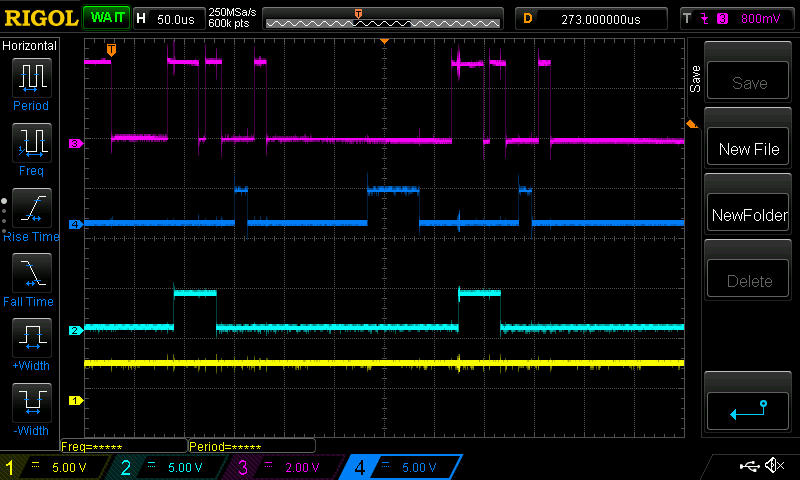 RIGOL WAIT H 50.0us 250MSa/s 600k pts T D 273.000000us T 3 800mV
Horizontal
Period
Freq
Rise Time
Fall Time
+Width
-Width
T
3
4
2
1
Freq=***** Period=*****
1 = 5.00 V 2 = 5.00 V 3 = 2.00 V 4 = 5.00 V
Save
Save
New File
NewFolder
Delete